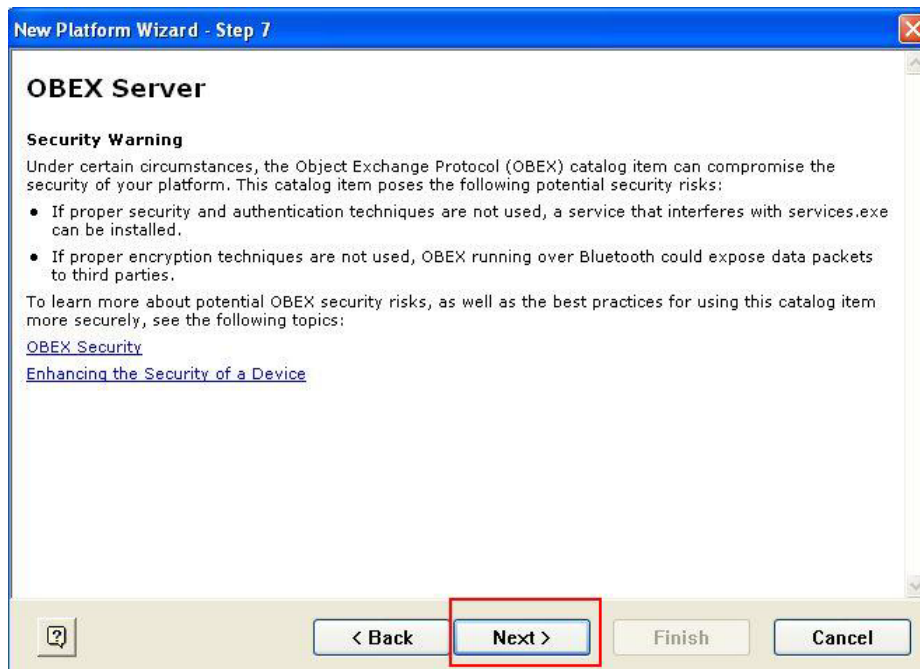 New Platform Wizard - Step 7
OBEX Server
Security Warning
Under certain circumstances, the Object Exchange Protocol (OBEX) catalog item can compromise the
security of your platform. This catalog item poses the following potential security risks:
• If proper security and authentication techniques are not used, a service that interferes with services.exe
can be installed.
• If proper encryption techniques are not used, OBEX running over Bluetooth could expose data packets
to third parties.
To learn more about potential OBEX security risks, as well as the best practices for using this catalog item
more securely, see the following topics:
OBEX Security
Enhancing the Security of a Device
? < Back Next > Finish Cancel